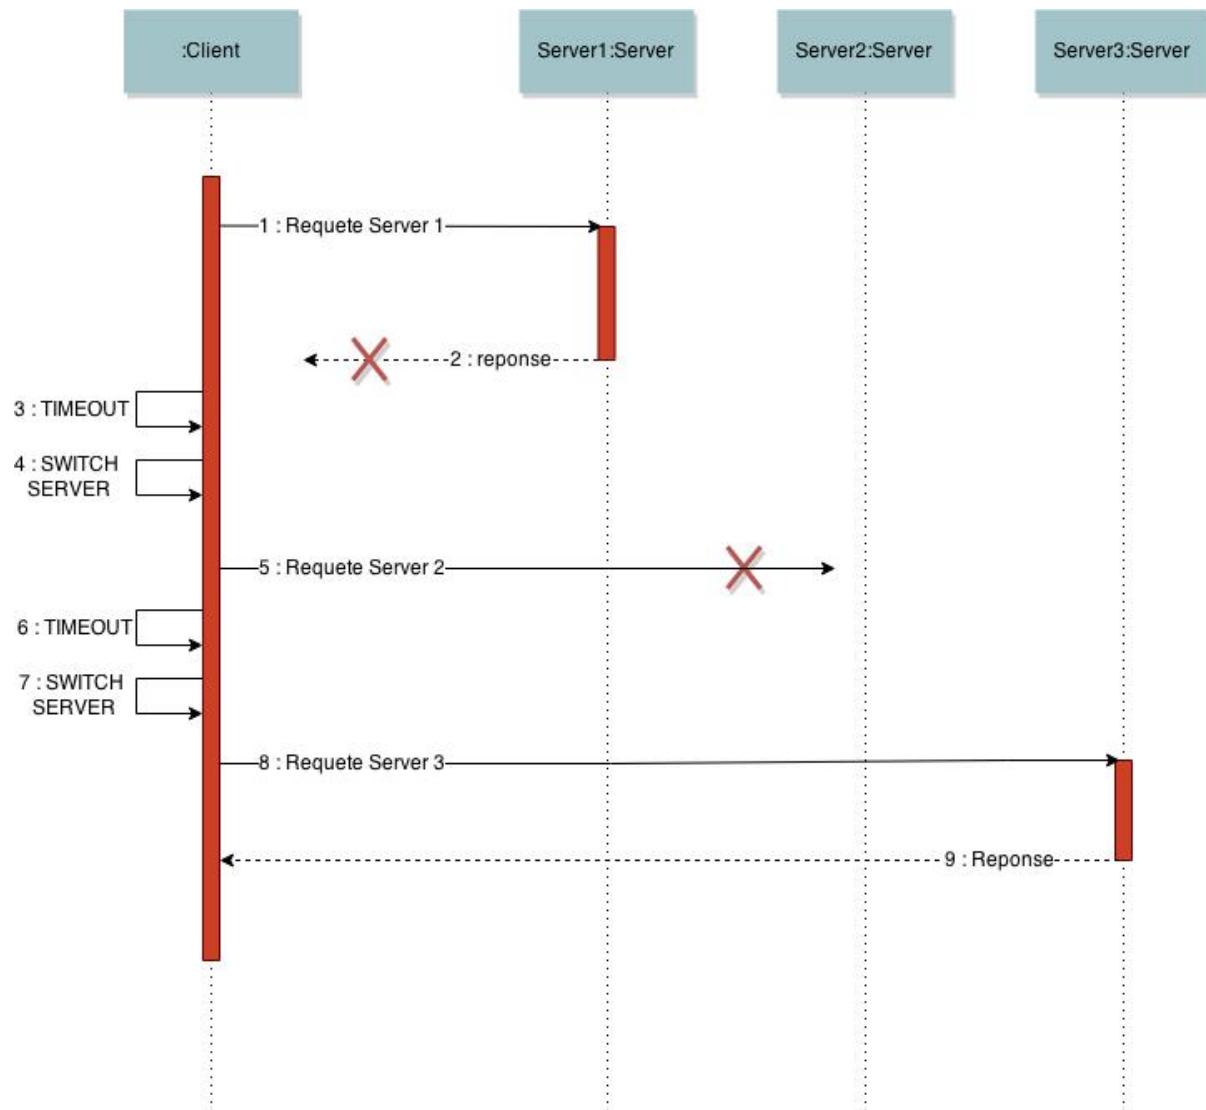 :Client
Server1:Server
Server2:Server
Server3:Server
1 : Requete Server 1
2 : reponse
3 : TIMEOUT
4 : SWITCH
SERVER
5 : Requete Server 2
6 : TIMEOUT
7 : SWITCH
SERVER
8 : Requete Server 3
9 : Reponse